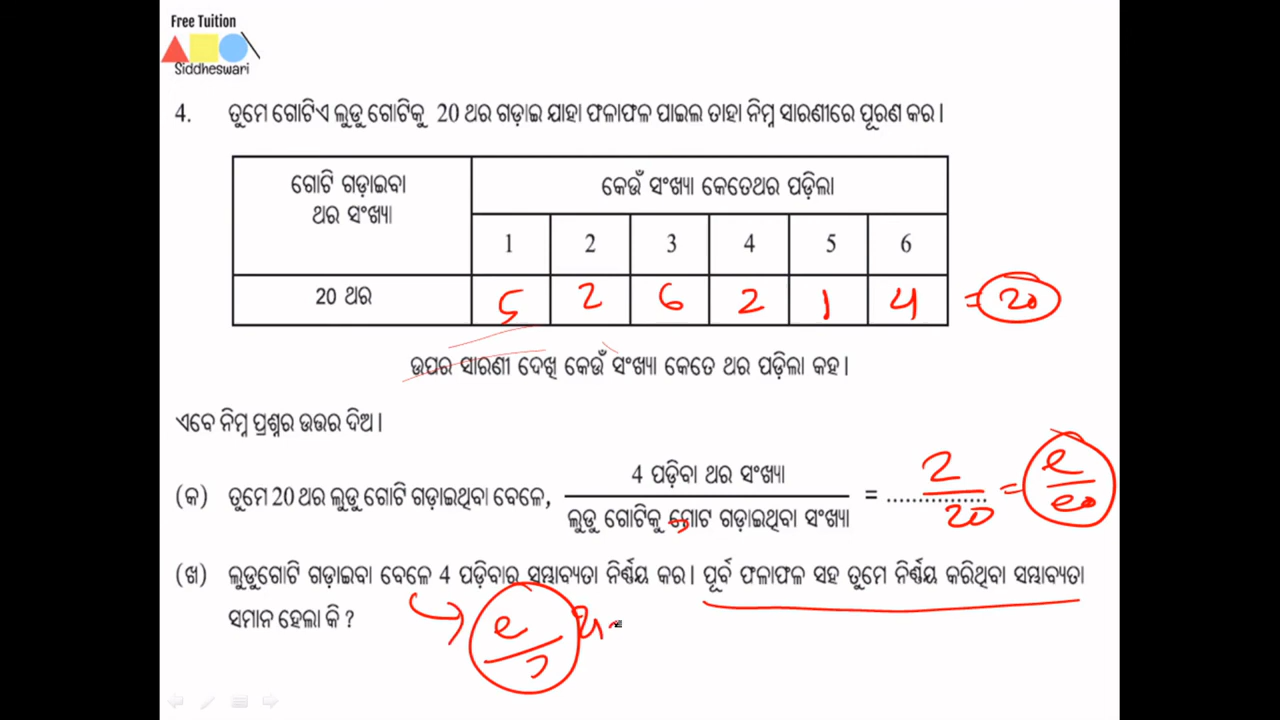 Free Tuition
Siddheswari
4. ତୁମେ ଗୋଟିଏ ଲୁଡୁ ଗୋଟିକୁ 20 ଥର ଗଡ଼ାଇ ଯାହା ଫଳାଫଳ ପାଇଲ ତାହା ନିମ୍ନ ସାରଣୀରେ ପୂରଣ କର।
ଗୋଟି ଗଡ଼ାଇବା
ଥର ସଂଖ୍ୟା
କେଉଁ ସଂଖ୍ୟା କେତେଥର ପଡ଼ିଲା
1 2 3 4 5 6
20 ଥର 5 2 6 2 1 4 = 20
ଉପର ସାରଣୀ ଦେଖି କେଉଁ ସଂଖ୍ୟା କେତେ ଥର ପଡ଼ିଲା କହ।
ଏବେ ନିମ୍ନ ପ୍ରଶ୍ନର ଉତ୍ତର ଦିଅ।
(କ) ତୁମେ 20 ଥର ଲୁଡୁ ଗୋଟି ଗଡ଼ାଇଥିବା ବେଳେ,
4 ପଡ଼ିବା ଥର ସଂଖ୍ୟା
ଲୁଡୁ ଗୋଟିକୁ ଗୋଟ ଗଡ଼ାଇଥିବା ସଂଖ୍ୟା
= ................ 2/20 = ୧/୧୦
(ଖ) ଲୁଡୁଗୋଟି ଗଡ଼ାଇବା ବେଳେ 4 ପଡ଼ିବାର ସମ୍ଭାବ୍ୟତା ନିର୍ଣ୍ଣୟ କର। ପୂର୍ବ ଫଳାଫଳ ସହ ତୁମେ ନିର୍ଣ୍ଣୟ କରିଥିବା ସମ୍ଭାବ୍ୟତା
ସମାନ ହେଲା କି ?